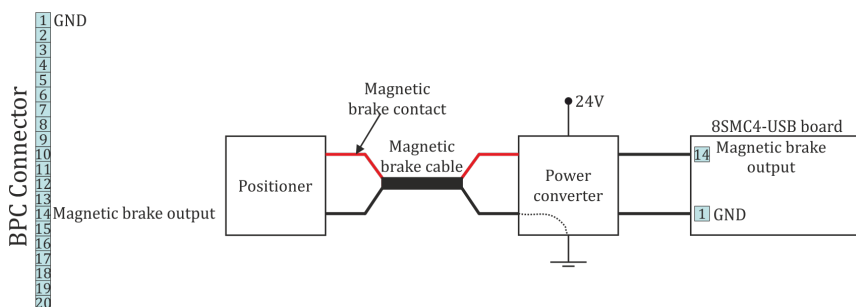 BPC Connector
1 GND
2
3
4
5
6
7
8
9
10
11
12
13
14 Magnetic brake output
15
16
17
18
19
20
Positioner
Magnetic
brake contact
Magnetic
brake cable
24V
Power
converter
8SMC4-USB board
14 Magnetic brake
output
1 GND